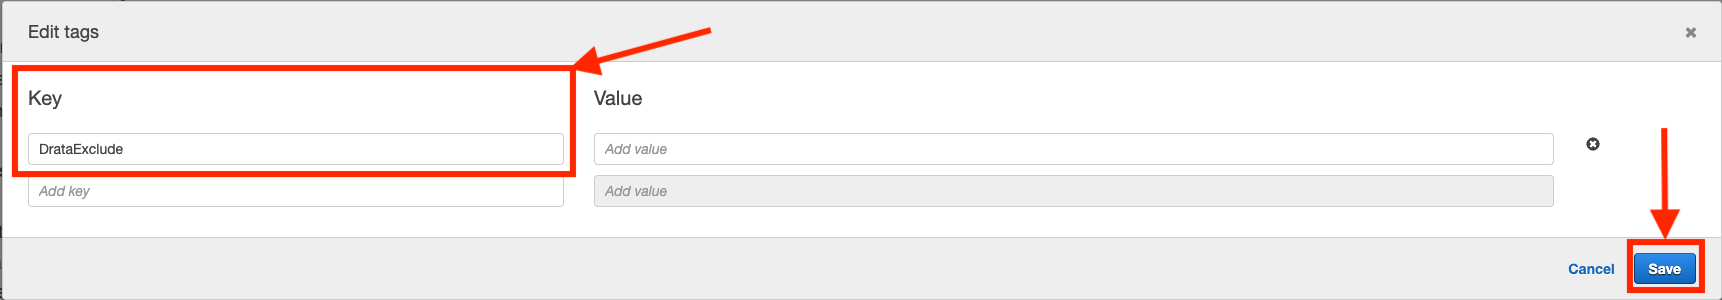 Edit tags
Key
Value
DrataExclude
Add value
Add key
Add value
Cancel
Save